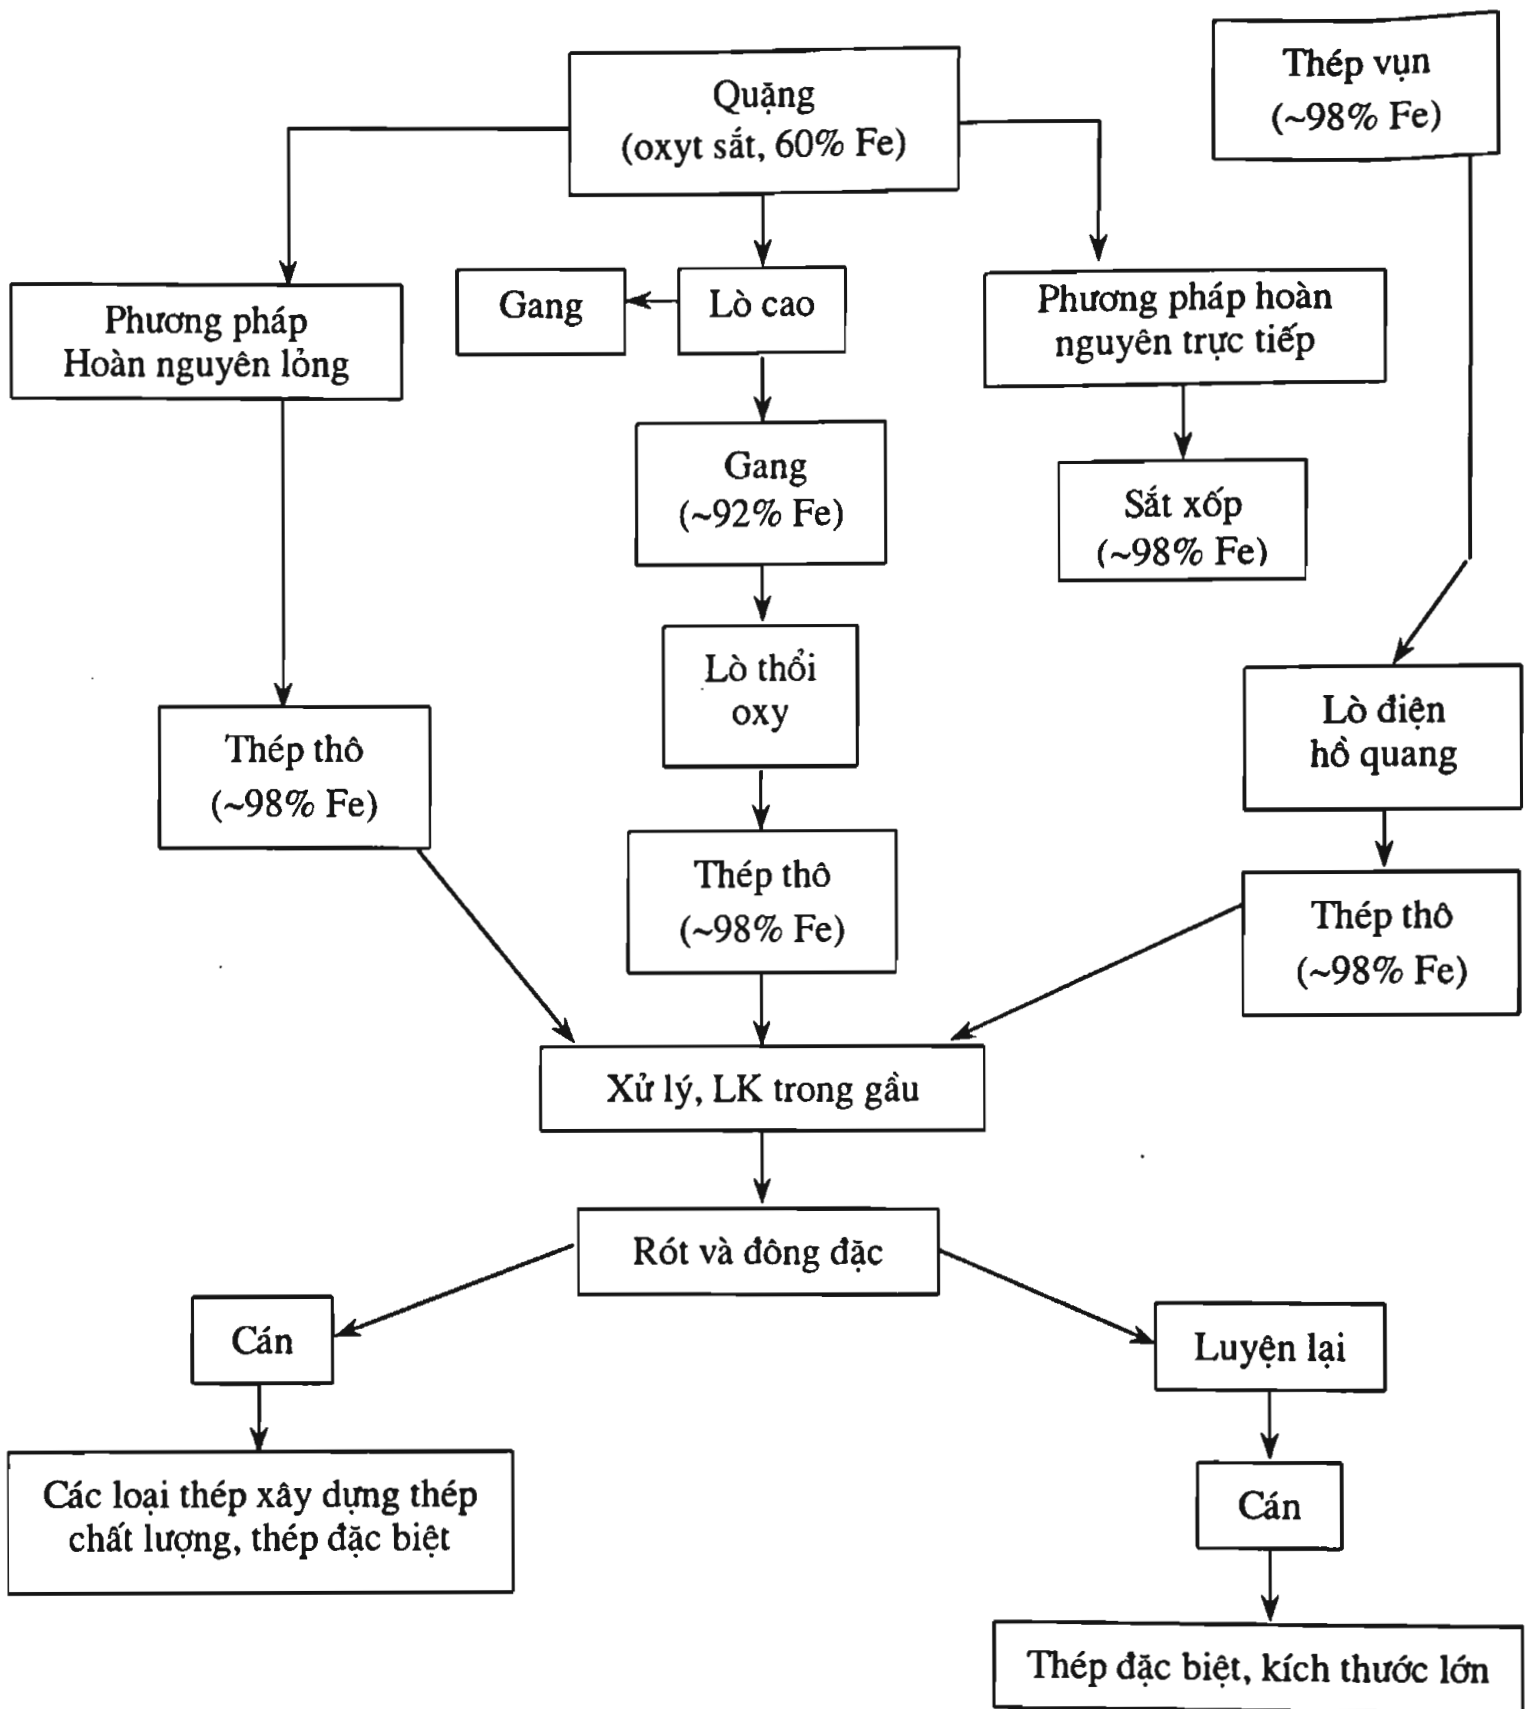 Quặng
(oxyt sắt, 60% Fe)
Thép vụn
(~98% Fe)
Phương pháp
Hoàn nguyên lỏng
Gang
Lò cao
Phương pháp hoàn
nguyên trực tiếp
Gang
(~92% Fe)
Sắt xốp
(~98% Fe)
Lò thổi
oxy
Lò điện
hồ quang
Thép thô
(~98% Fe)
Thép thô
(~98% Fe)
Thép thô
(~98% Fe)
Xử lý, LK trong gầu
Rót và đông đặc
Cán
Luyện lại
Các loại thép xây dựng thép
chất lượng, thép đặc biệt
Cán
Thép đặc biệt, kích thước lớn